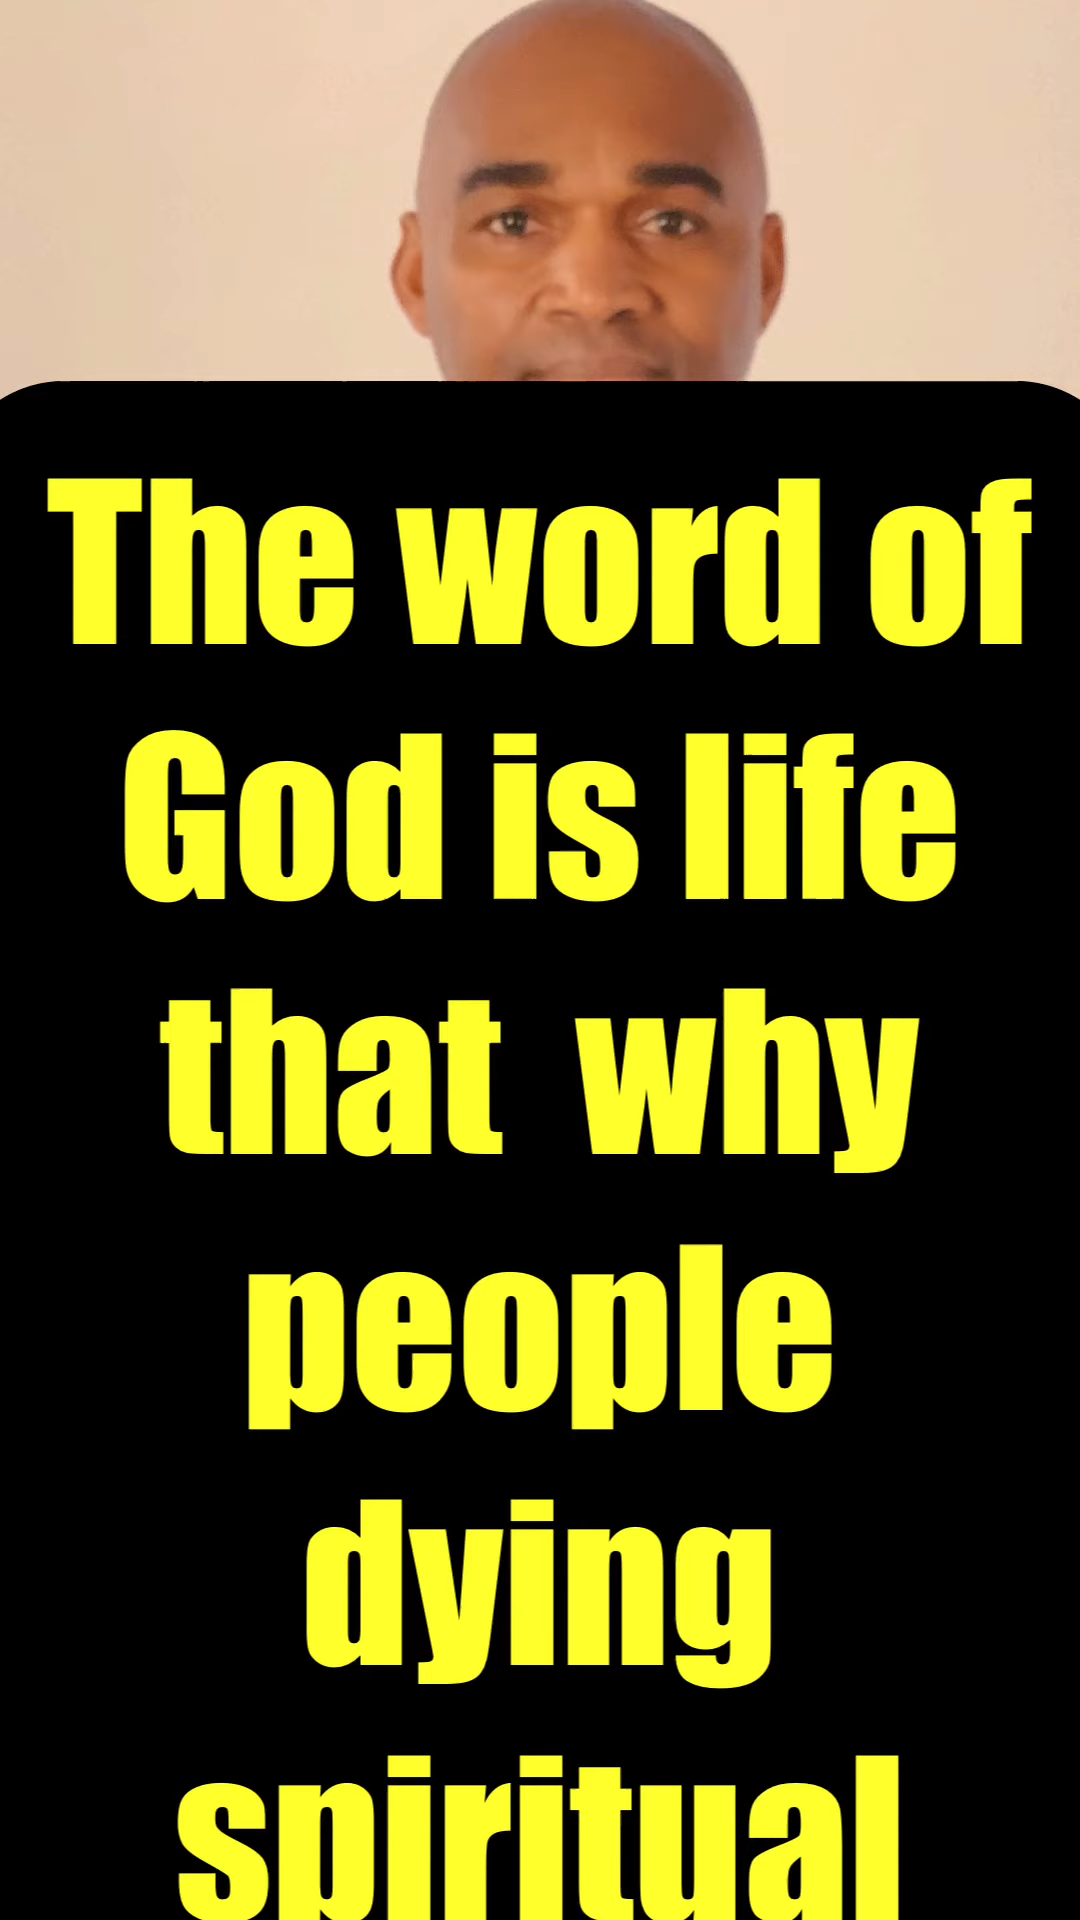 The word of
God is life
that  why
people
dying
spiritual